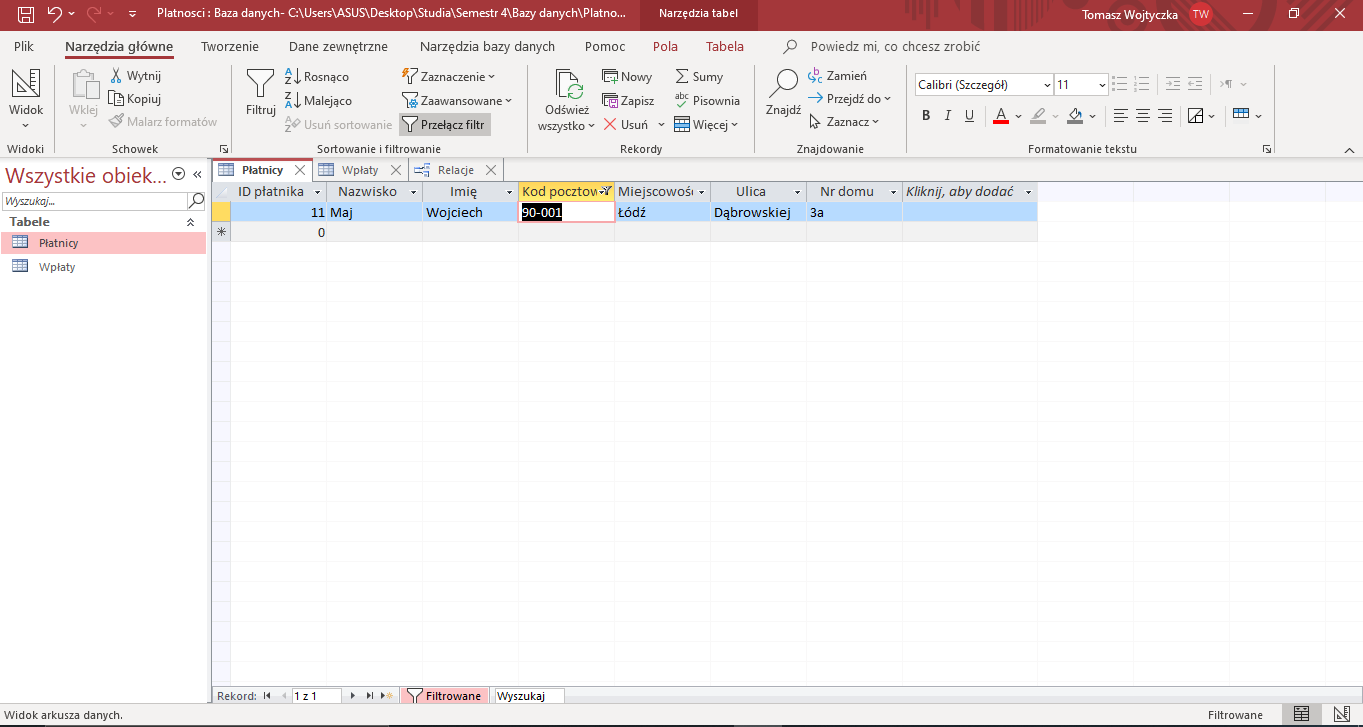 Platnosci : Baza danych- C:\Users\ASUS\Desktop\Studia\Semestr 4\Bazy danych\Platno... Narzędzia tabel Tomasz Wojtyczka TW
Plik Narzędzia główne Tworzenie Dane zewnętrzne Narzędzia bazy danych Pomoc Pola Tabela Powiedz mi, co chcesz zrobić
Widok
Widoki
Wklej
Wytnij
Kopiuj
Malarz formatów
Schowek
Filtruj
Rosnąco
Malejąco
Usuń sortowanie
Zaznaczenie
Zaawansowane
Przełącz filtr
Sortowanie i filtrowanie
Odśwież
wszystko
Nowy
Zapisz
Usuń
Sumy
Pisownia
Więcej
Rekordy
Znajdź
Zamień
Przejdź do
Zaznacz
Znajdowanie
Calibri (Szczegół) 11
B I U A
Formatowanie tekstu
Wszystkie obiek...
Wyszukaj...
Tabele
Płatnicy
Wpłaty
Płatnicy Wpłaty Relacje
ID płatnika Nazwisko Imię Kod pocztow Miejscowość Ulica Nr domu Kliknij, aby dodać
11 Maj Wojciech 90-001 Łódź Dąbrowskiej 3a
0
Rekord: 1 z 1 Filtrowane Wyszukaj
Widok arkusza danych. Filtrowane